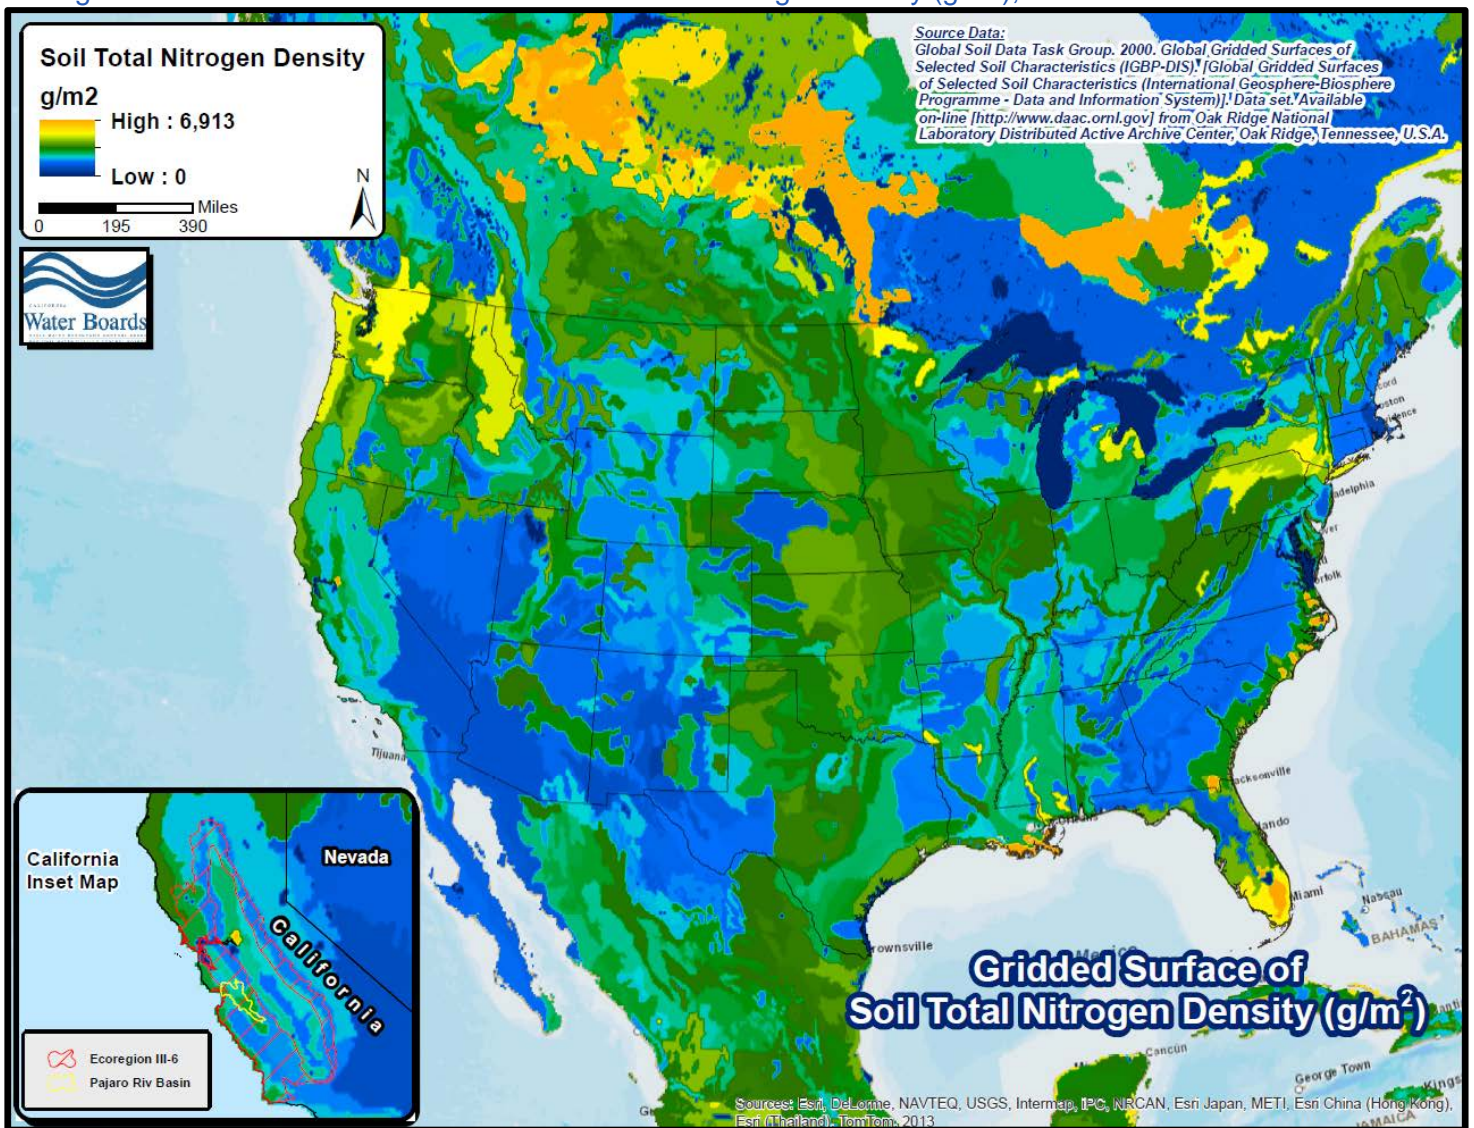 Soil Total Nitrogen Density
g/m2
High : 6,913
Low : 0
N
Miles
0 195 390
Source Data:
Global Soil Data Task Group. 2000. Global Gridded Surfaces of
Selected Soil Characteristics (IGBP-DIS). [Global Gridded Surfaces
of Selected Soil Characteristics (International Geosphere-Biosphere
Programme - Data and Information System)]. Data set. Available
on-line [http://www.daac.ornl.gov] from Oak Ridge National
Laboratory Distributed Active Archive Center, Oak Ridge, Tennessee, U.S.A.
CALIFORNIA
Water Boards
Tijuana
Jacksonville
Miami
Nassau
BAHAMAS
Brownsville
Mexico
Cancún
George Town
Gridded Surface of
Soil Total Nitrogen Density (g/m²)
California
Inset Map
Nevada
California
Ecoregion III-6
Pajaro Riv Basin
Sources: Esri, DeLorme, NAVTEQ, USGS, Intermap, iPC, NRCAN, Esri Japan, METI, Esri China (Hong Kong),
Esri (Thailand), TomTom, 2013